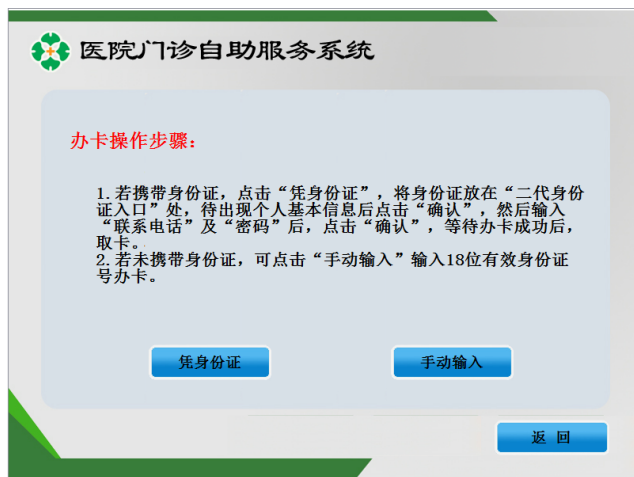 医院门诊自助服务系统
办卡操作步骤：
1.若携带身份证，点击“凭身份证”，将身份证放在“二代身份
证入口”处，待出现个人基本信息后点击“确认”，然后输入
“联系电话”及“密码”后，点击“确认”，等待办卡成功后，
取卡。
2.若未携带身份证，可点击“手动输入”输入18位有效身份证
号办卡。
凭身份证
手动输入
返 回